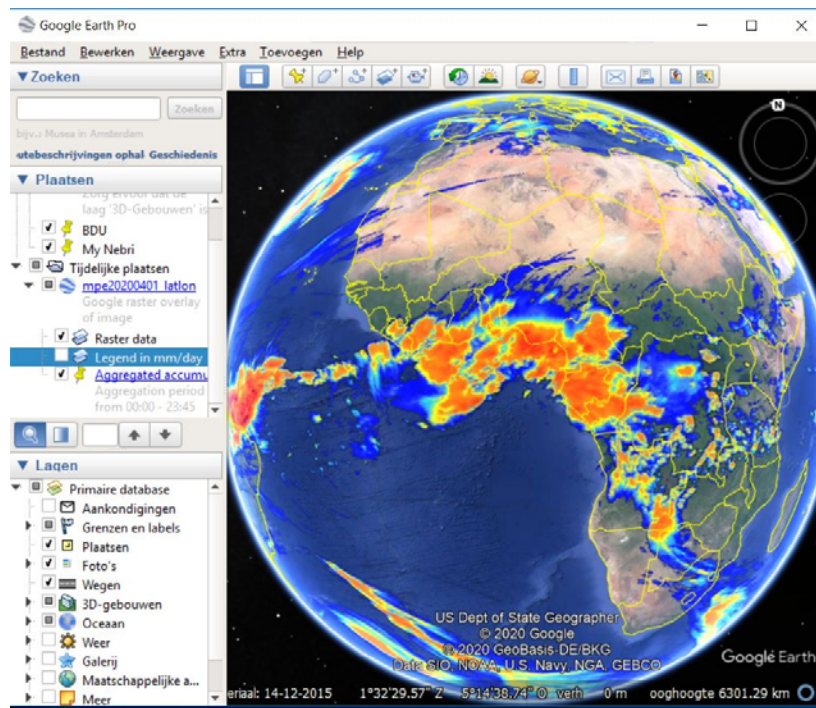 Google Earth Pro
Bestand Bewerken Weergave Extra Toevoegen Help
Zoeken
Zoeken
bijv.: Musea in Amsterdam
utebeschrijvingen ophal Geschiedenis
Plaatsen
Zorg ervoor dat de
laag '3D-Gebouwen' is
BDU
My Nebri
Tijdelijke plaatsen
mpe20200401_latlon
Google raster overlay
of image
Raster data
Legend in mm/day
Aggregated accumu
Aggregation period
from 00:00 - 23:45
Lagen
Primaire database
Aankondigingen
Grenzen en labels
Plaatsen
Foto's
Wegen
3D-gebouwen
Oceaan
Weer
Galerij
Maatschappelijke a...
Meer
N
US Dept of State Geographer
© 2020 Google
© 2020 GeoBasis-DE/BKG
Data SIO, NOAA, U.S. Navy, NGA, GEBCO
Google Earth
eriaal: 14-12-2015 1°32'29.57" Z 5°14'38.74" O verh 0 m ooghoogte 6301.29 km